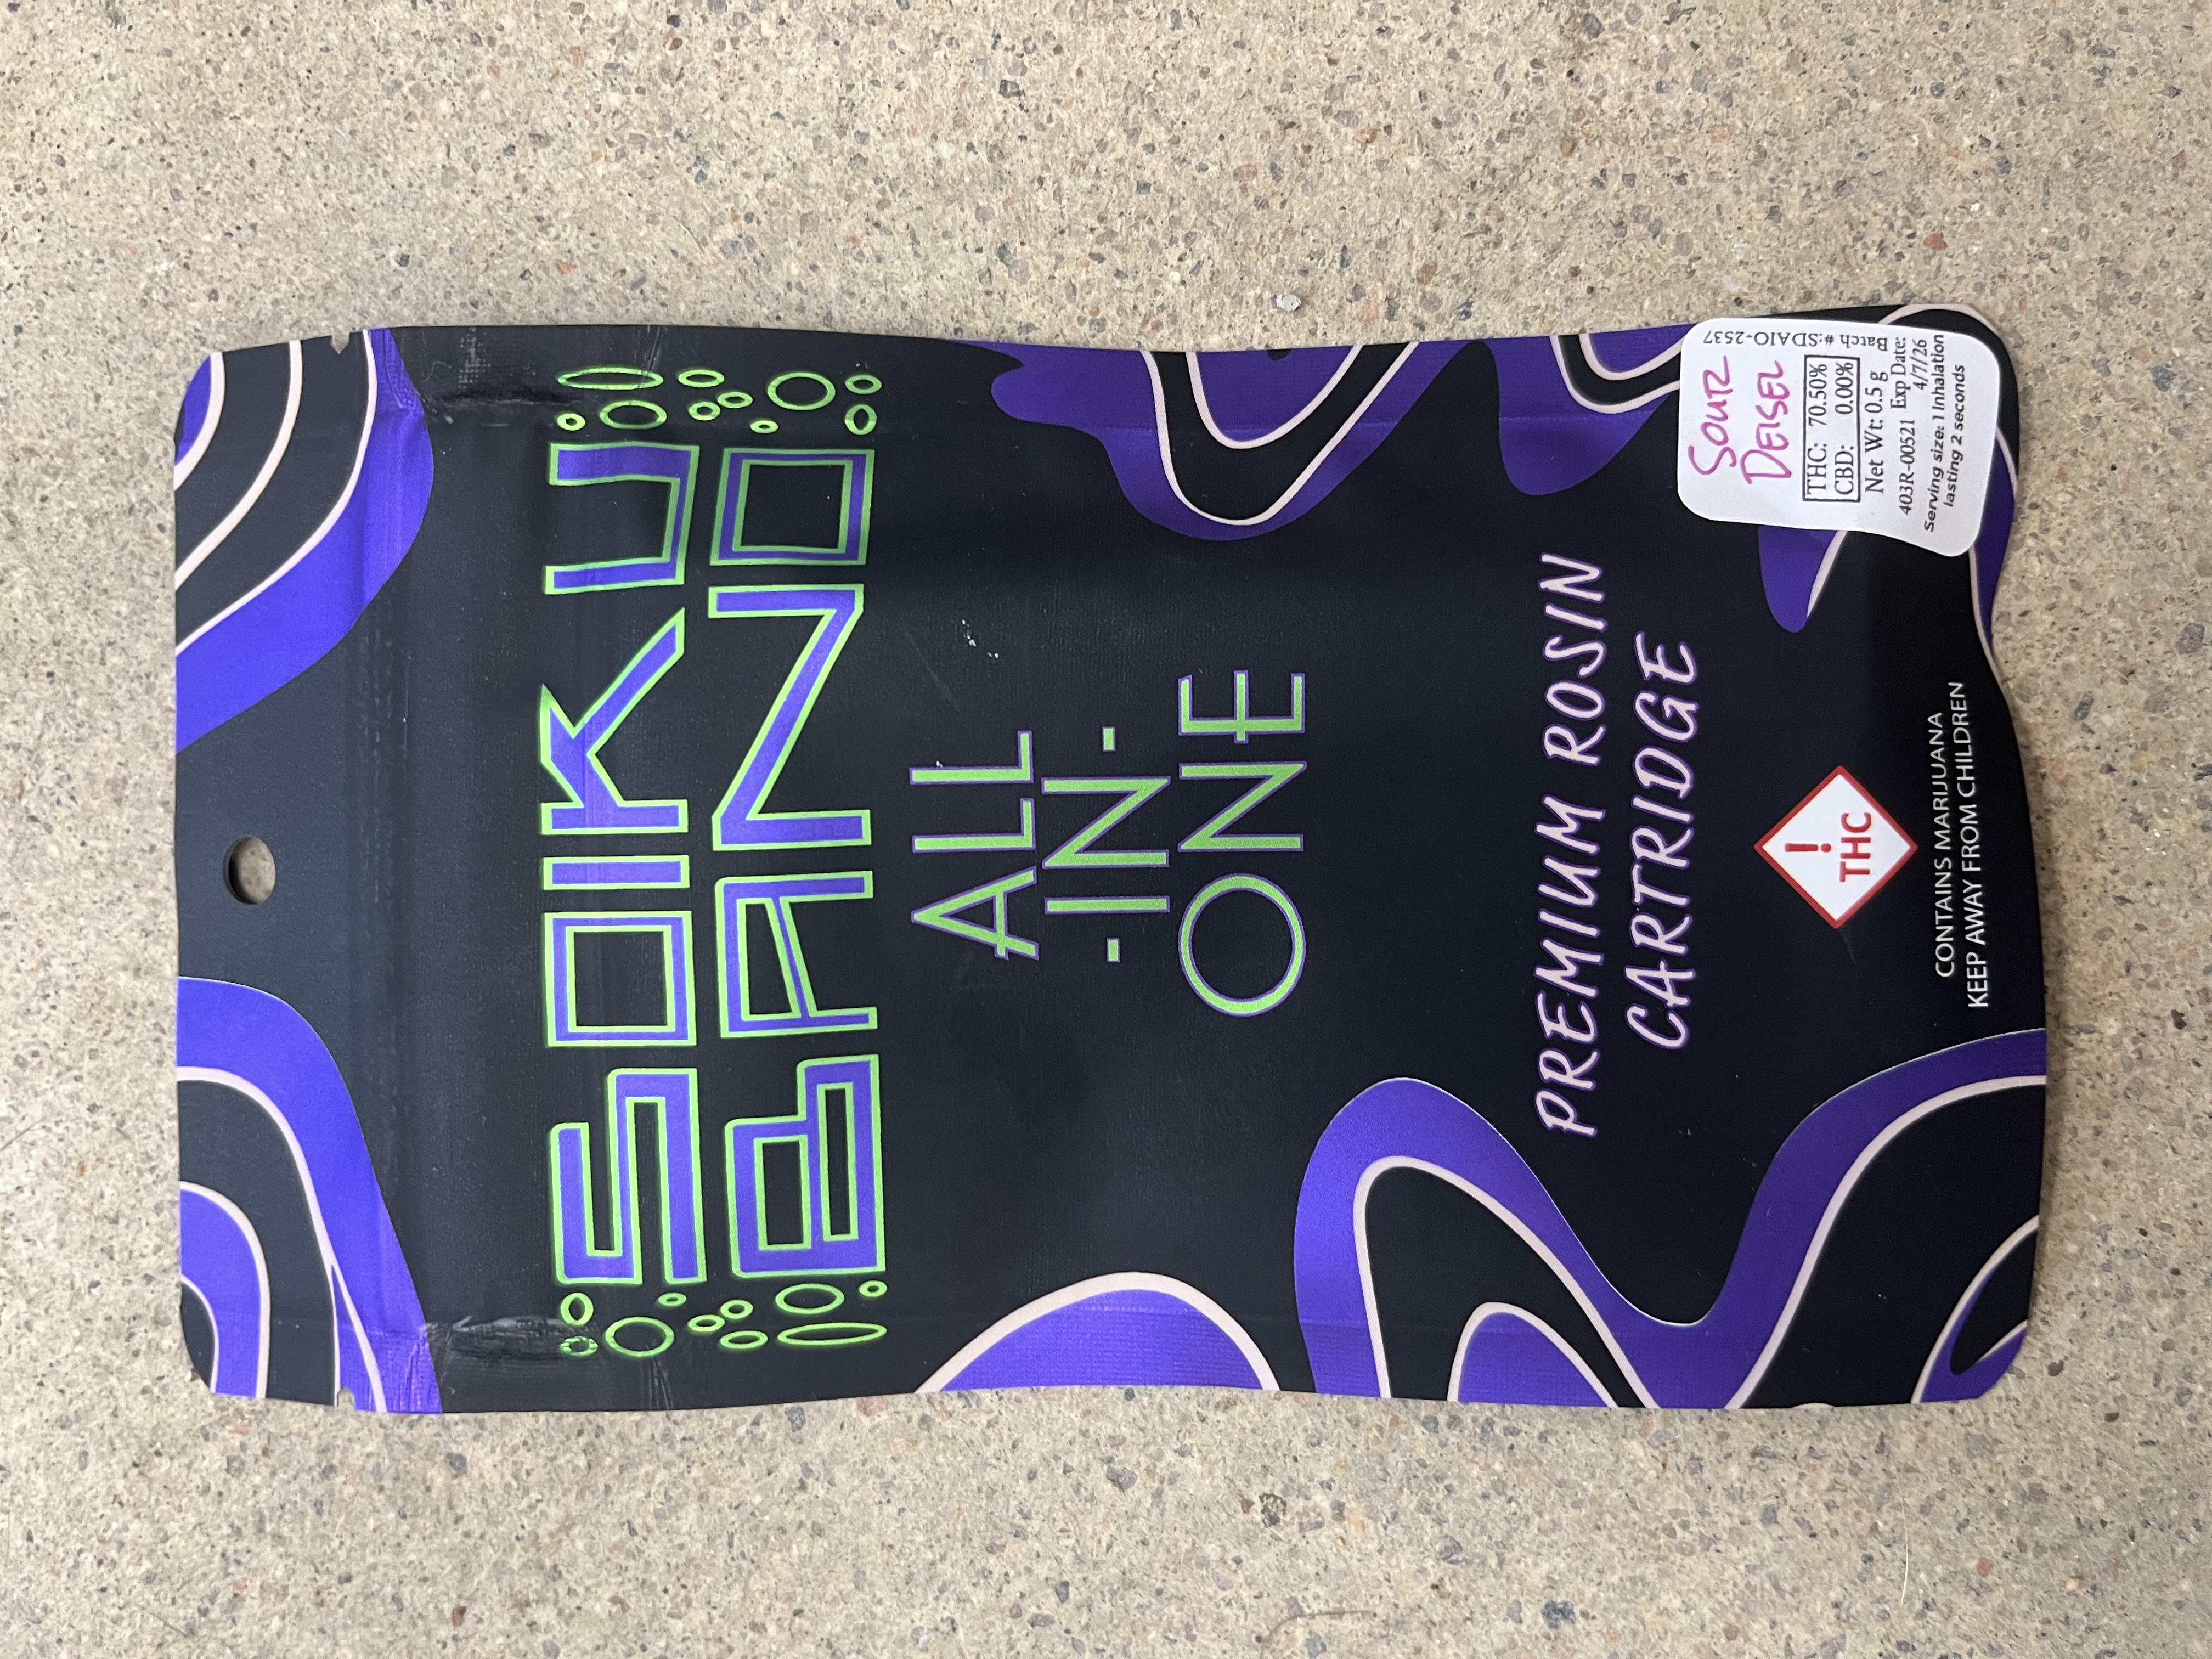 SOIKU
BANO
ALL
-IN-
ONE
PREMIUM ROSIN
CARTRIDGE
!
THC
CONTAINS MARIJUANA
KEEP AWAY FROM CHILDREN
SOUR
DEISEL
THC: 70.50%
CBD: 0.00%
Net Wt: 0.5 g
403R-00521 Exp Date:
4/7/26
Serving size: 1 Inhalation
lasting 2 seconds
Batch #:SDAIO-2537